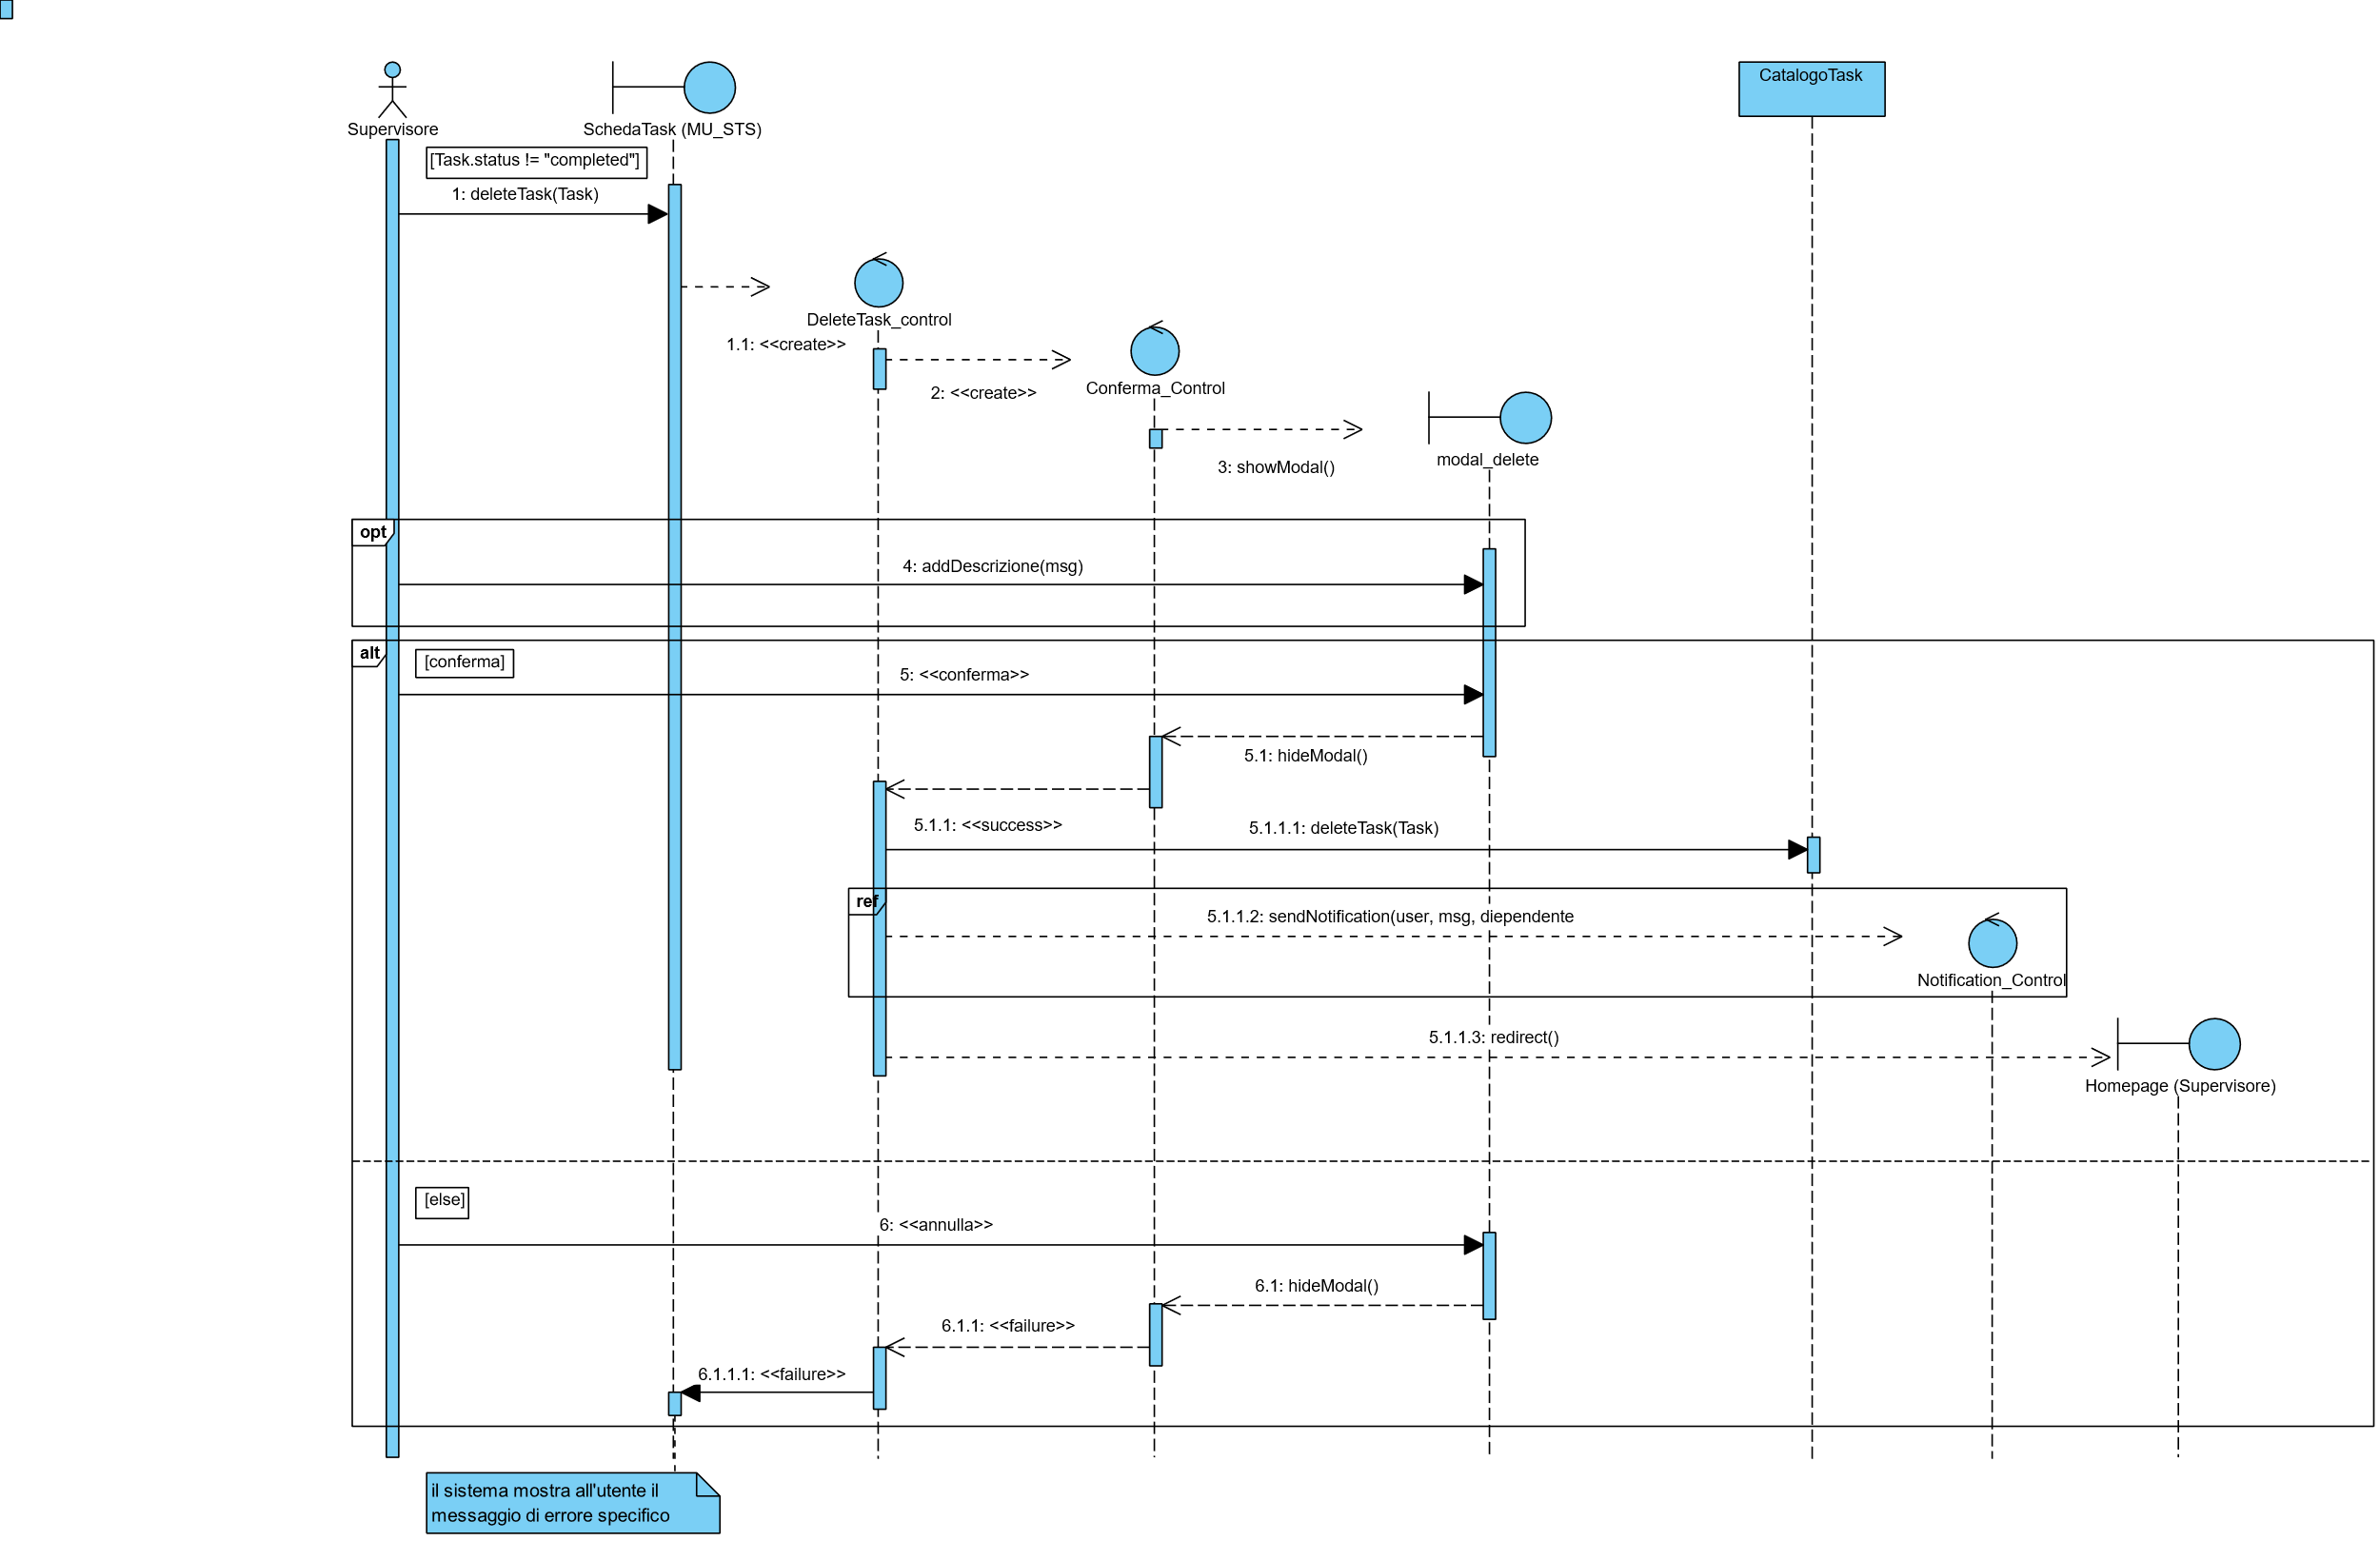 CatalogoTask
Supervisore
SchedaTask (MU_STS)
[Task.status != "completed"]
1: deleteTask(Task)
DeleteTask_control
1.1: <<create>>
Conferma_Control
2: <<create>>
modal_delete
3: showModal()
opt
4: addDescrizione(msg)
alt
[conferma]
5: <<conferma>>
5.1: hideModal()
5.1.1: <<success>>
5.1.1.1: deleteTask(Task)
ref
5.1.1.2: sendNotification(user, msg, diependente
Notification_Control
5.1.1.3: redirect()
Homepage (Supervisore)
[else]
6: <<annulla>>
6.1: hideModal()
6.1.1: <<failure>>
6.1.1.1: <<failure>>
il sistema mostra all'utente il
messaggio di errore specifico